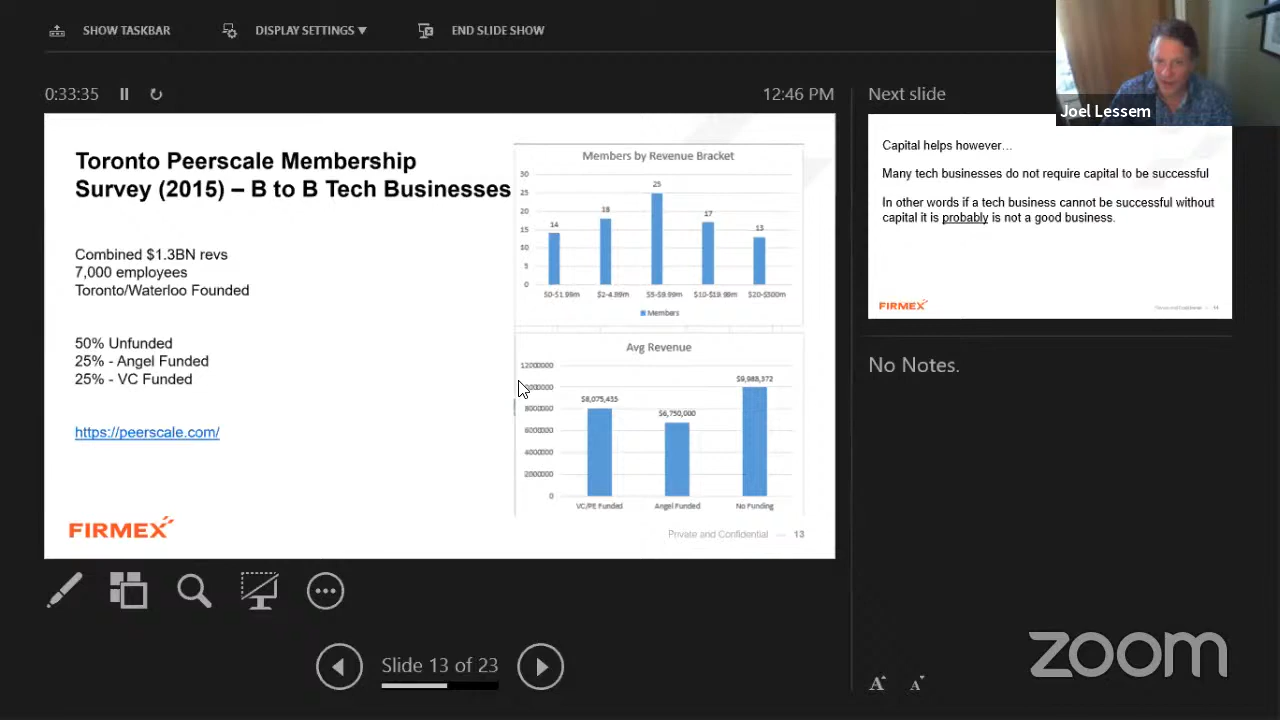 SHOW TASKBAR
DISPLAY SETTINGS
END SLIDE SHOW
0:33:35
12:46 PM
Next slide
Joel Lessem
Toronto Peerscale Membership
Survey (2015) – B to B Tech Businesses
Combined $1.3BN revs
7,000 employees
Toronto/Waterloo Founded
50% Unfunded
25% - Angel Funded
25% - VC Funded
https://peerscale.com/
FIRMEX
Members by Revenue Bracket
30
25
20
15
10
5
0
14
18
25
17
13
$0-$1.99m
$2-4.99m
$5-$9.99m
$10-$19.99m
$20-$300m
Members
Avg Revenue
12000000
8000000
6000000
4000000
2000000
0
$8,075,435
$6,750,000
$9,988,372
VC/PE Funded
Angel Funded
No Funding
Private and Confidential — 13
Capital helps however…
Many tech businesses do not require capital to be successful
In other words if a tech business cannot be successful without
capital it is probably is not a good business.
FIRMEX
No Notes.
Slide 13 of 23
A A
zoom